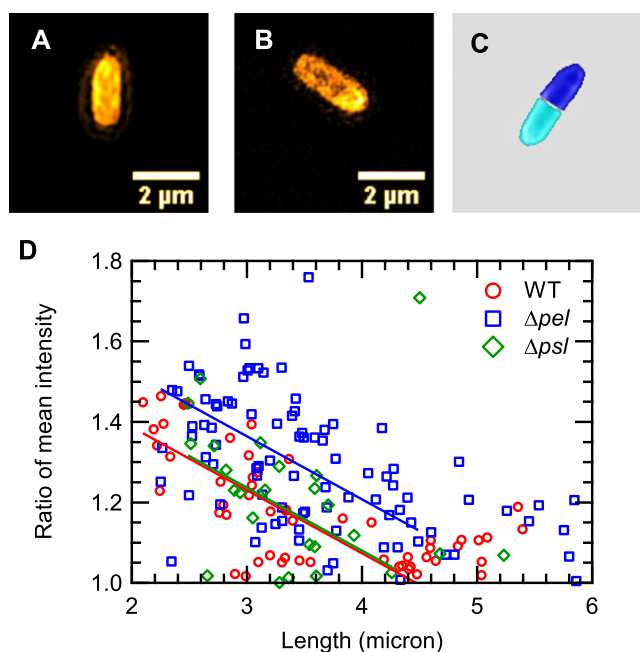 A
B
C
2 μm
2 μm
D
1.8
1.6
1.4
1.2
1.0
Ratio of mean intensity
WT
Δpel
Δpsl
2
3
4
5
6
Length (micron)